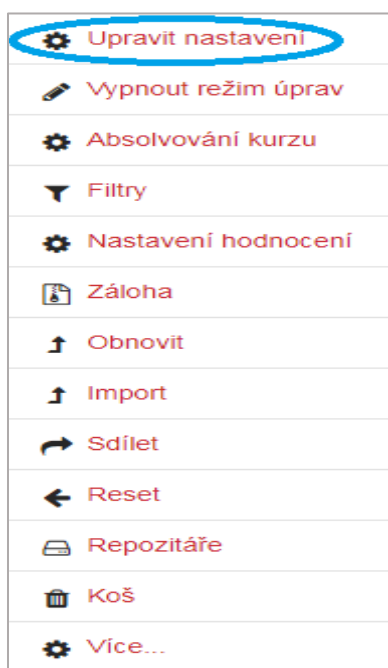 Upravit nastavení
Vypnout režim úprav
Absolvování kurzu
Filtry
Nastavení hodnocení
Záloha
Obnovit
Import
Sdílet
Reset
Repozitáře
Koš
Více...